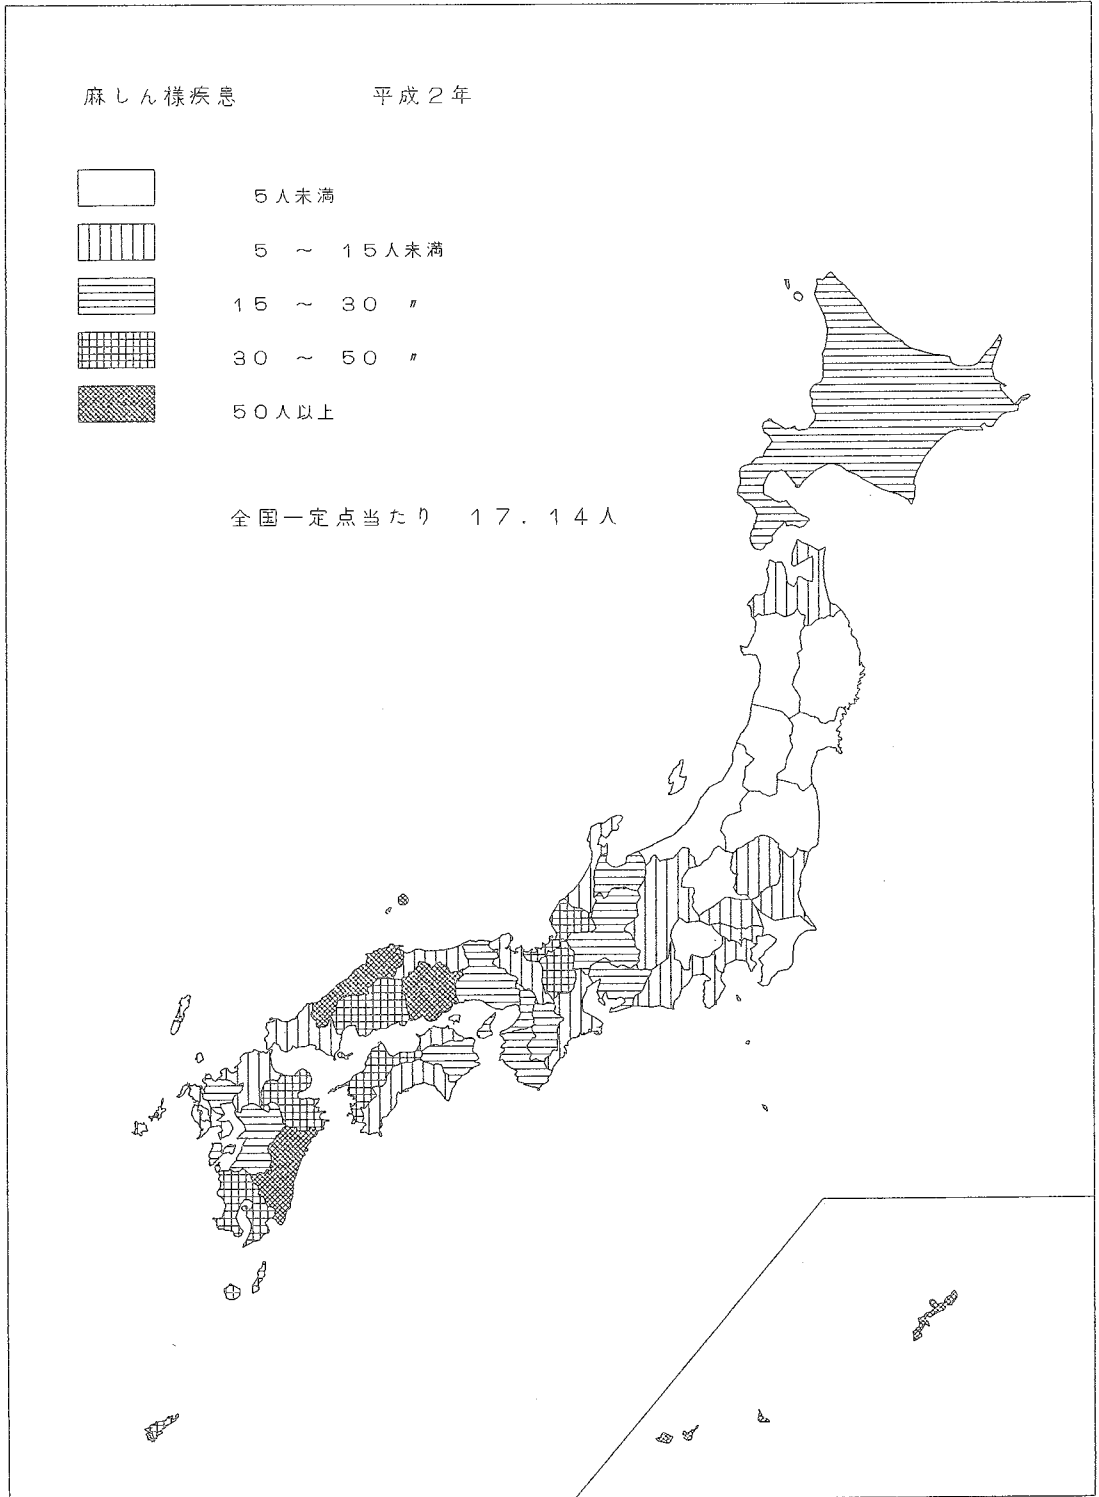 麻しん様疾患 平成2年
5人未満
5 ～ 15人未満
15 ～ 30 〃
30 ～ 50 〃
50人以上
全国一定点当たり 17.14人